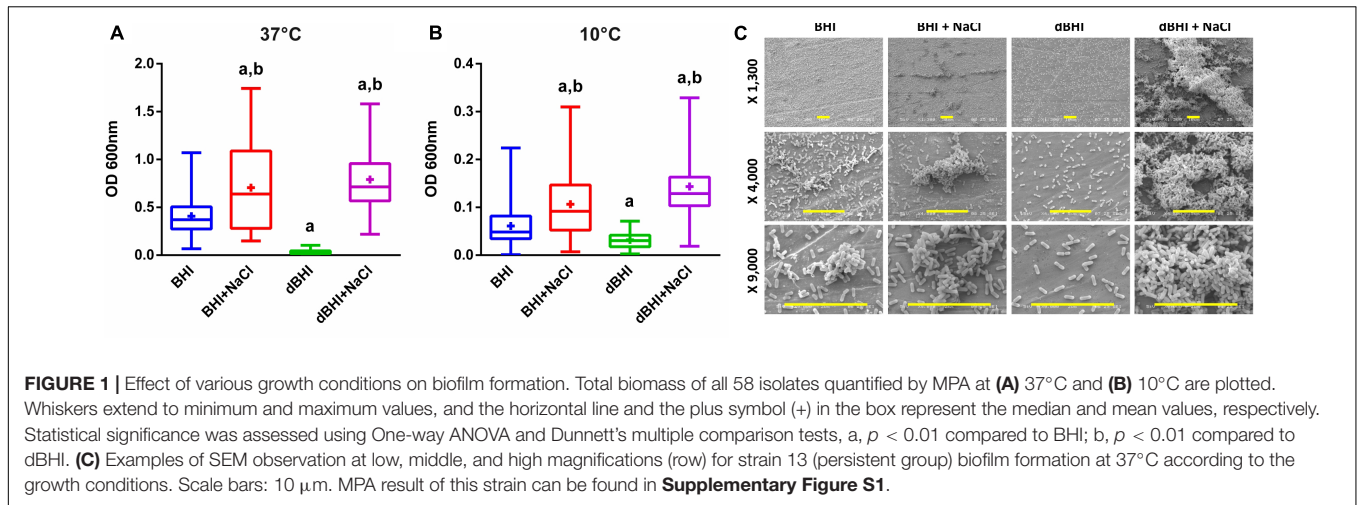 A
37°C
a,b
a
a,b
2.0
1.5
1.0
0.5
0.0
OD 600nm
BHI
BHI+NaCl
dBHI
dBHI+NaCl
B
10°C
a,b
a
a,b
0.4
0.3
0.2
0.1
0.0
OD 600nm
BHI
BHI+NaCl
dBHI
dBHI+NaCl
C
BHI
BHI + NaCl
dBHI
dBHI + NaCl
X 1,300
X 4,000
X 9,000
FIGURE 1 | Effect of various growth conditions on biofilm formation. Total biomass of all 58 isolates quantified by MPA at (A) 37°C and (B) 10°C are plotted.
Whiskers extend to minimum and maximum values, and the horizontal line and the plus symbol (+) in the box represent the median and mean values, respectively.
Statistical significance was assessed using One-way ANOVA and Dunnett's multiple comparison tests, a, p < 0.01 compared to BHI; b, p < 0.01 compared to
dBHI. (C) Examples of SEM observation at low, middle, and high magnifications (row) for strain 13 (persistent group) biofilm formation at 37°C according to the
growth conditions. Scale bars: 10 μm. MPA result of this strain can be found in Supplementary Figure S1.